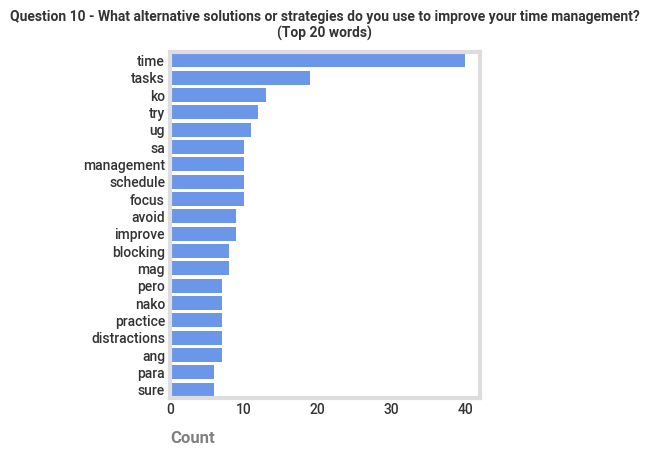 Question 10 - What alternative solutions or strategies do you use to improve your time management?
(Top 20 words)
time
tasks
ko
try
ug
sa
management
schedule
focus
avoid
improve
blocking
mag
pero
nako
practice
distractions
ang
para
sure
0 10 20 30 40
Count